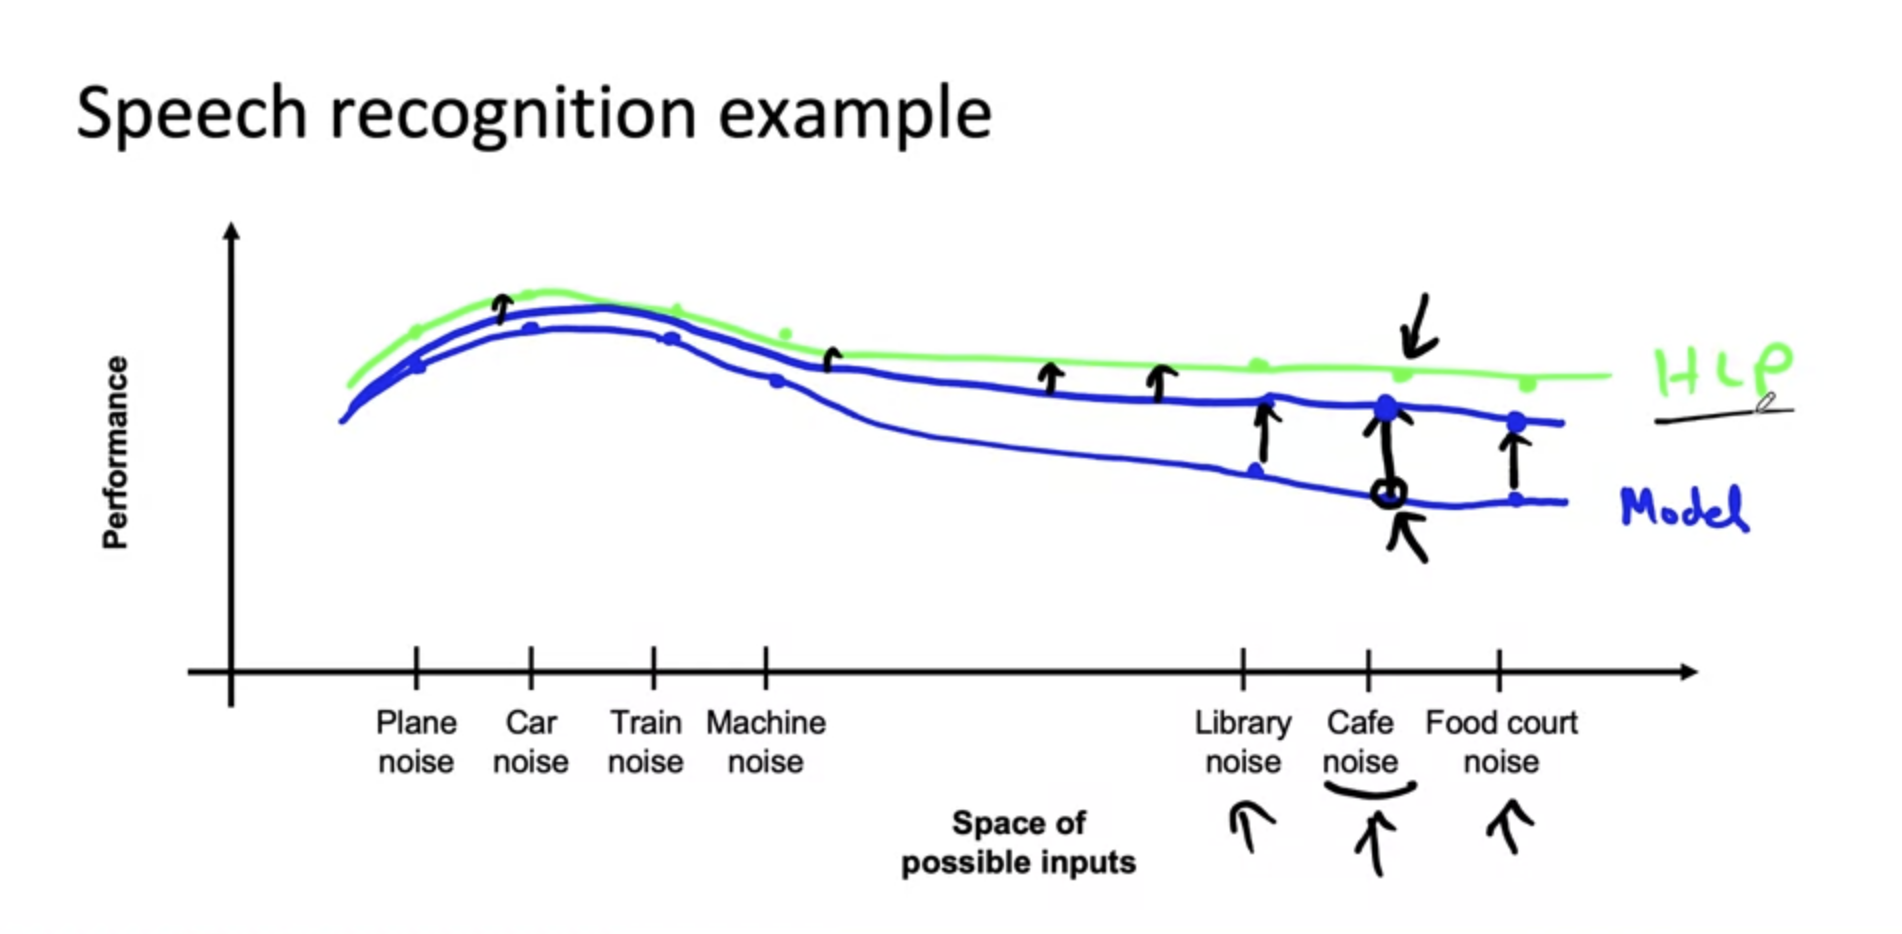 Speech recognition example
Performance
HLP
Model
Plane noise
Car noise
Train noise
Machine noise
Library noise
Cafe noise
Food court noise
Space of
possible inputs